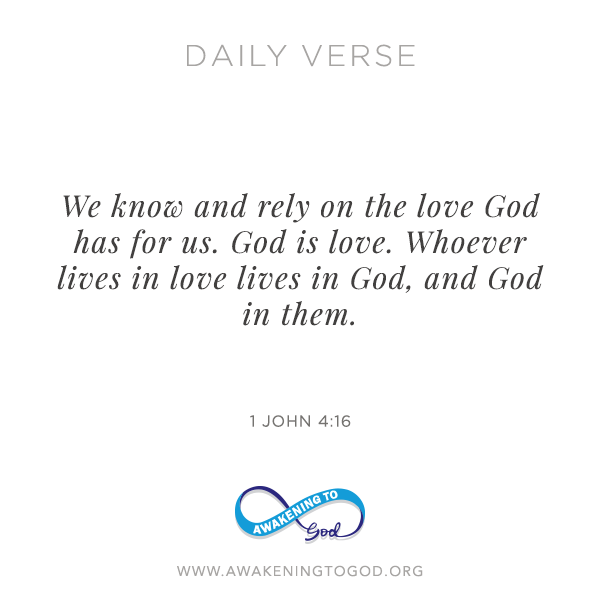 DAILY VERSE
We know and rely on the love God
has for us. God is love. Whoever
lives in love lives in God, and God
in them.
1 JOHN 4:16
AWAKENING TO
God
WWW.AWAKENINGTOGOD.ORG